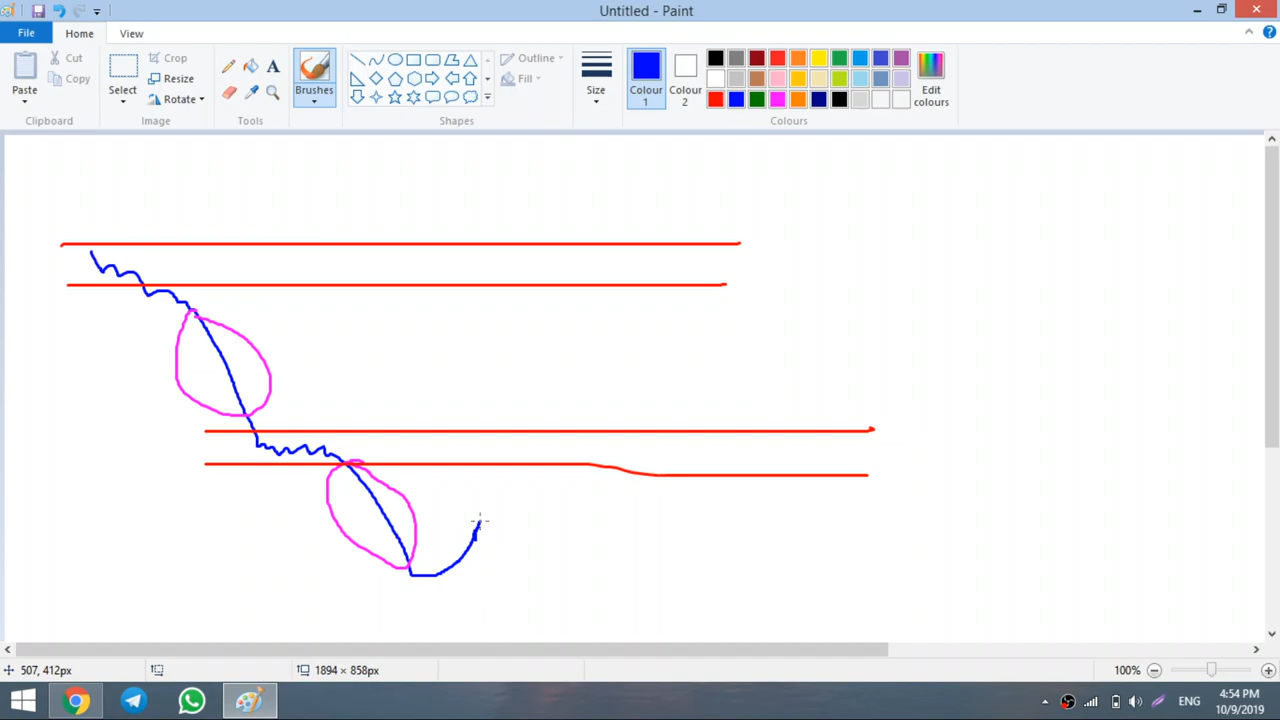 Untitled - Paint
File Home View
Paste
Cut
Copy
Clipboard
Select
Crop
Resize
Rotate
Image
Tools
Brushes
Outline
Fill
Shapes
Size
Colour 1
Colour 2
Edit colours
Colours
507, 412px
1894 × 858px
100%
ENG
4:54 PM
10/9/2019